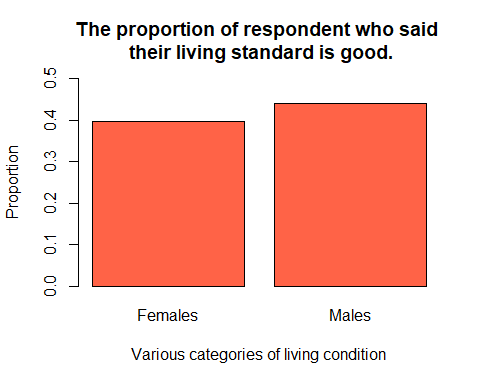 The proportion of respondent who said
their living standard is good.
Proportion
0.5
0.4
0.3
0.2
0.1
0.0
Females
Males
Various categories of living condition